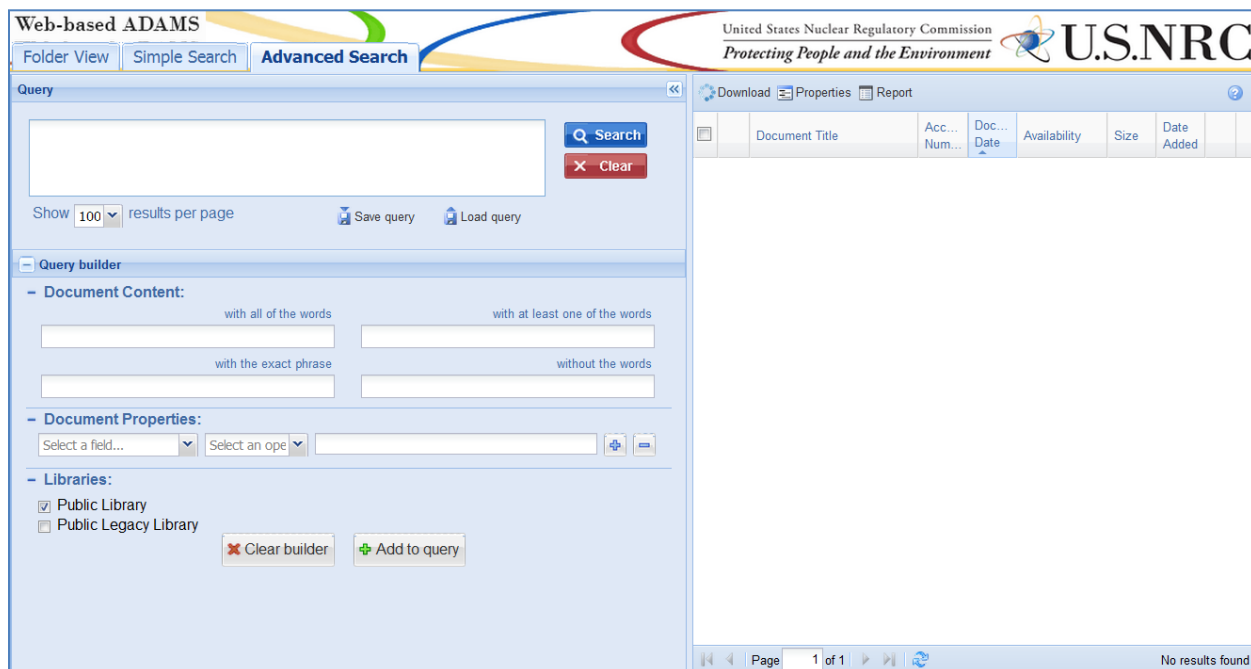 Web-based ADAMS
United States Nuclear Regulatory Commission
Protecting People and the Environment
U.S.NRC
Folder View Simple Search Advanced Search
Query
Search
Clear
Show 100 results per page
Save query Load query
Query builder
Document Content:
with all of the words with at least one of the words
with the exact phrase without the words
Document Properties:
Select a field... Select an ope
Libraries:
Public Library
Public Legacy Library
Clear builder Add to query
Download Properties Report
Document Title Acc... Num... Doc... Date Availability Size Date Added
Page 1 of 1 No results found